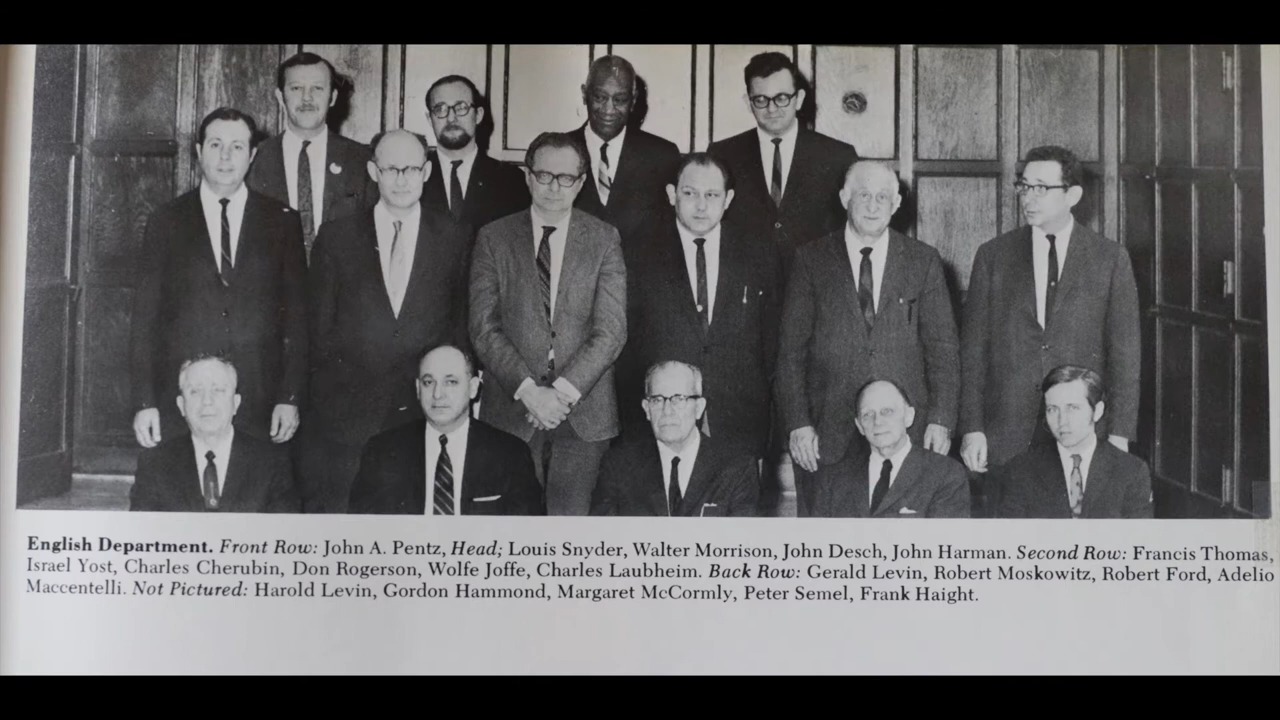 English Department. Front Row: John A. Pentz, Head; Louis Snyder, Walter Morrison, John Desch, John Harman. Second Row: Francis Thomas,
Israel Yost, Charles Cherubin, Don Rogerson, Wolfe Joffe, Charles Laubheim. Back Row: Gerald Levin, Robert Moskowitz, Robert Ford, Adelio
Maccentelli. Not Pictured: Harold Levin, Gordon Hammond, Margaret McCormly, Peter Semel, Frank Haight.